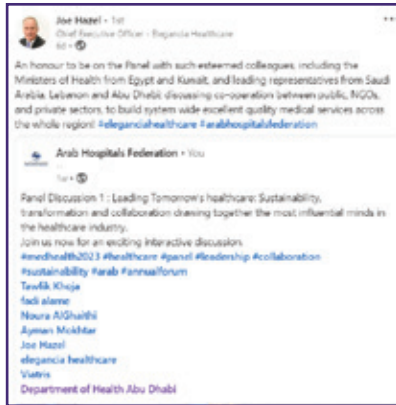 Joe Hazel • 1st
Chief Executive Officer - Elegancia Healthcare
6d •
An honour to be on the Panel with such esteemed colleagues, including the
Ministers of Health from Egypt and Kuwait, and leading representatives from Saudi
Arabia, Lebanon and Abu Dhabi discussing co-operation between public, NGOs,
and private sectors, to build system wide excellent quality medical services across
the whole region! #eleganciahealthcare #arabhospitalsfederation
Arab Hospitals Federation • You
1w •
Panel Discussion 1 : Leading Tomorrow's healthcare: Sustainability,
transformation and collaboration drawing together the most influential minds in
the healthcare industry.
Join us now for an exciting interactive discussion.
#medhealth2023 #healthcare #panel #leadership #collaboration
#sustainability #arab #annualforum
Tawfik Khoja
fadi alame
Noura AlGhaithi
Ayman Mokhtar
Joe Hazel
elegancia healthcare
Viatris
Department of Health Abu Dhabi